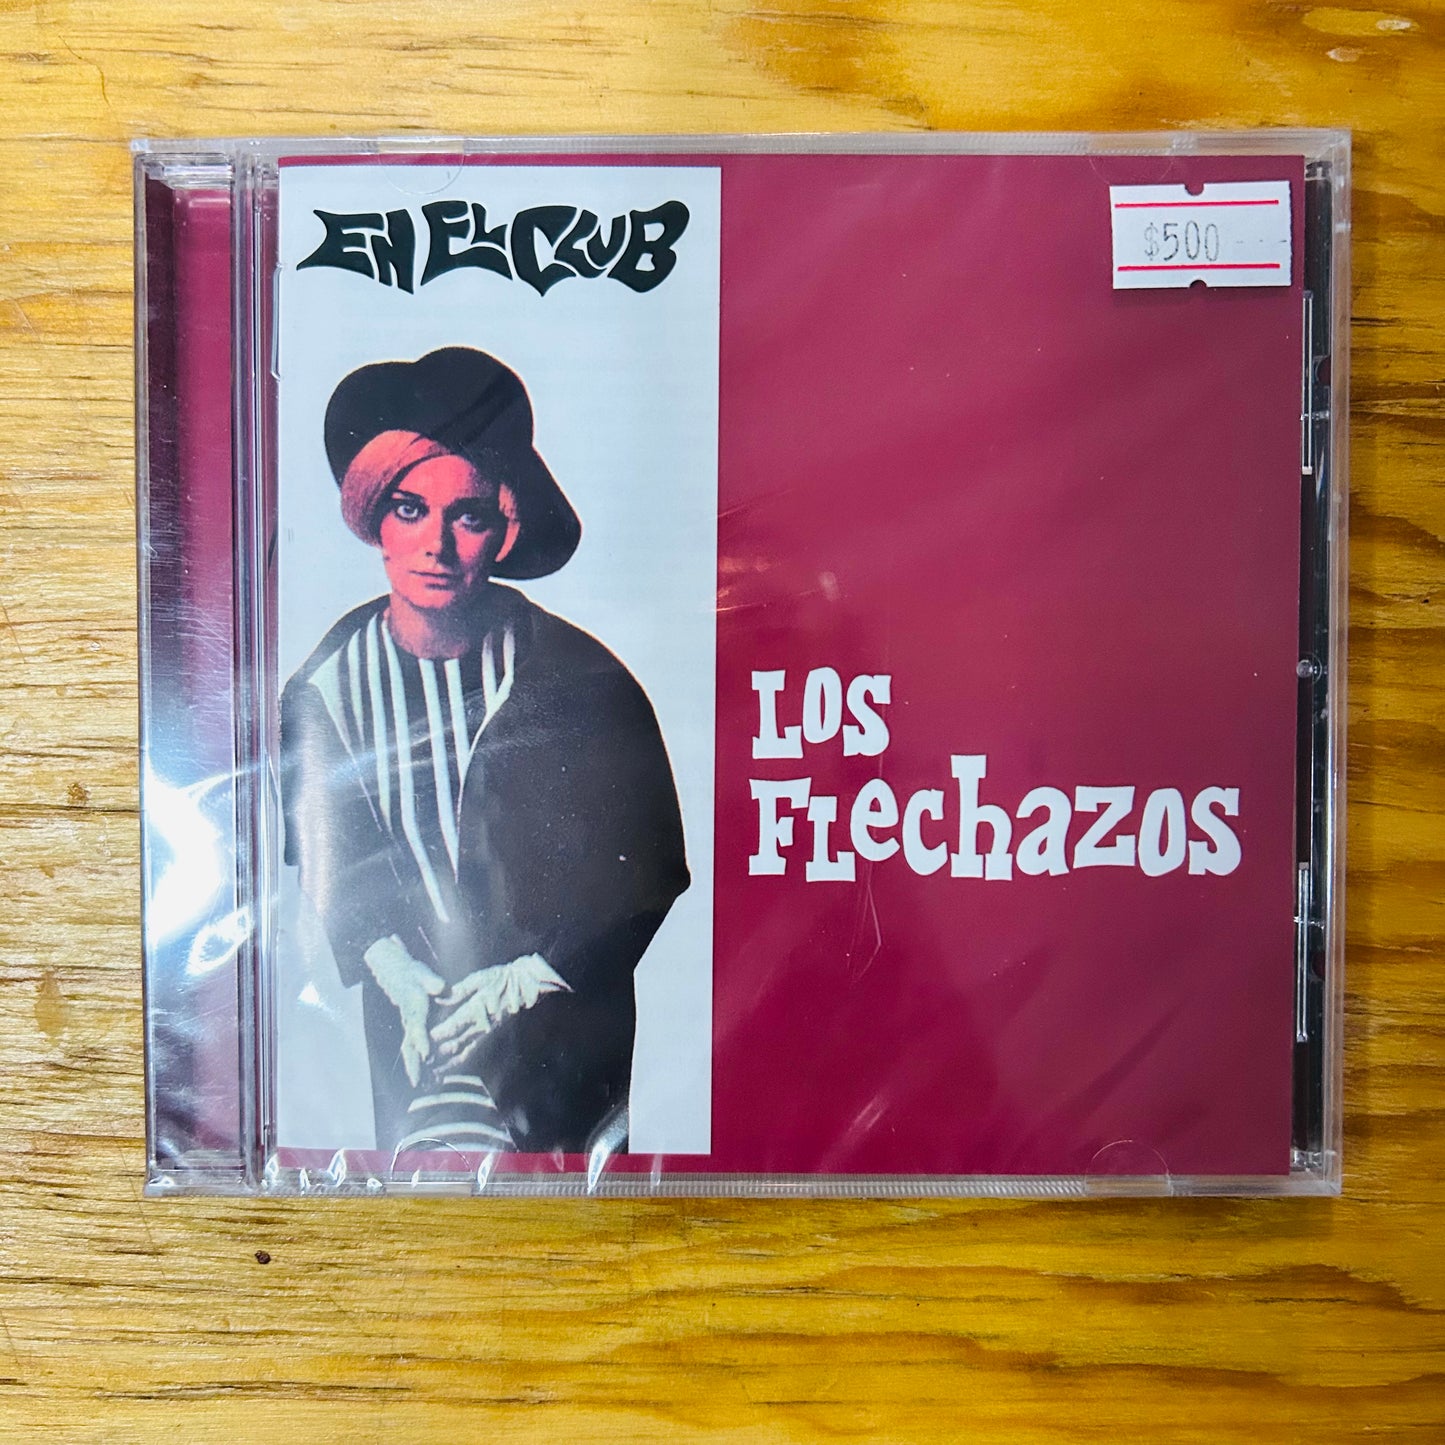 EN EL CLUB
$500
LOS
FLechazos